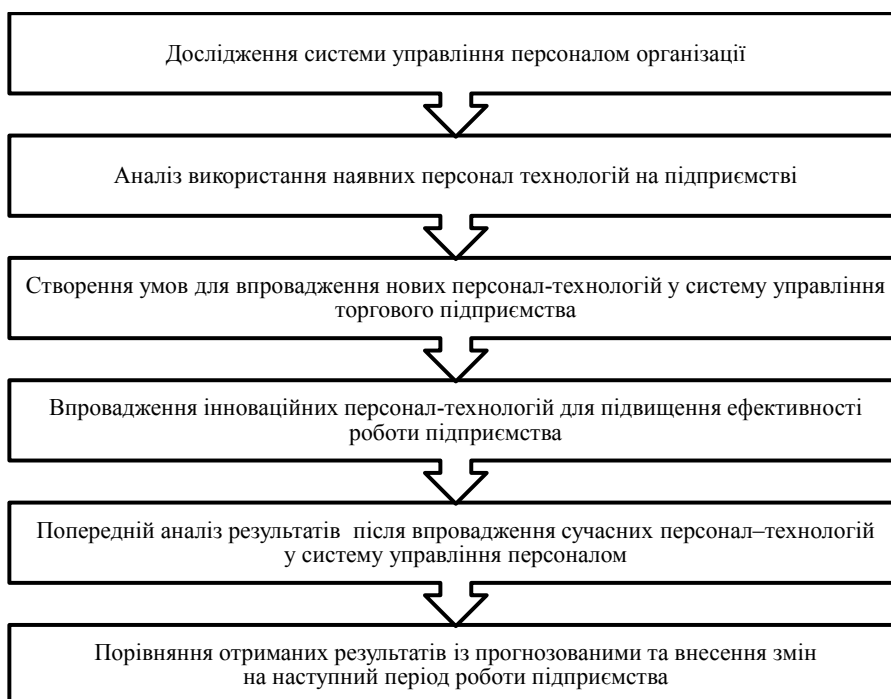 Дослідження системи управління персоналом організації
Аналіз використання наявних персонал технологій на підприємстві
Створення умов для впровадження нових персонал-технологій у систему управління
торгового підприємства
Впровадження інноваційних персонал-технологій для підвищення ефективності
роботи підприємства
Попередній аналіз результатів  після впровадження сучасних персонал–технологій
у систему управління персоналом
Порівняння отриманих результатів із прогнозованими та внесення змін
на наступний період роботи підприємства